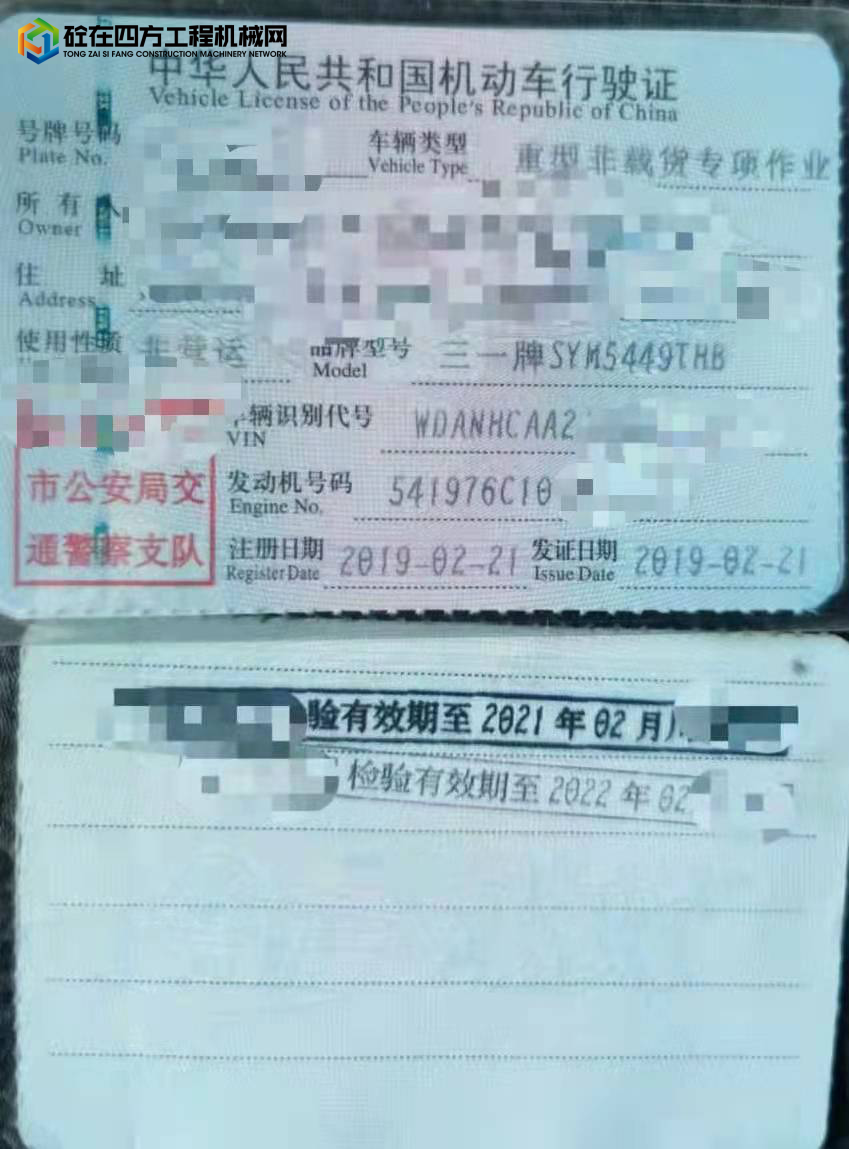 砼在四方工程机械网
TONG ZAI SI FANG CONSTRUCTION MACHINERY NETWORK
中华人民共和国机动车行驶证
Vehicle License of the People's Republic of China
号牌号码
Plate No.
车辆类型
Vehicle Type
重型非载货专项作业
所有人
Owner
住址
Address
使用性质
非营运
品牌型号
Model
三一牌SYM5449THB
车辆识别代号
VIN
WDANHCAA2
市公安局交
通警察支队
发动机号码
Engine No.
541976C10
注册日期
Register Date
2019-02-21
发证日期
Issue Date
2019-02-21
验有效期至2021年02月
检验有效期至2022年02